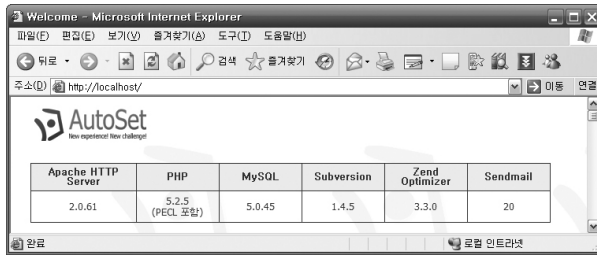 Welcome - Microsoft Internet Explorer
파일(F) 편집(E) 보기(V) 즐겨찾기(A) 도구(T) 도움말(H)
뒤로 검색 즐겨찾기
주소(D) http://localhost/ 이동 연결
AutoSet
New experience! New challenge!
Apache HTTP Server PHP MySQL Subversion Zend Optimizer Sendmail
2.0.61 5.2.5 (PECL 포함) 5.0.45 1.4.5 3.3.0 20
완료 로컬 인트라넷